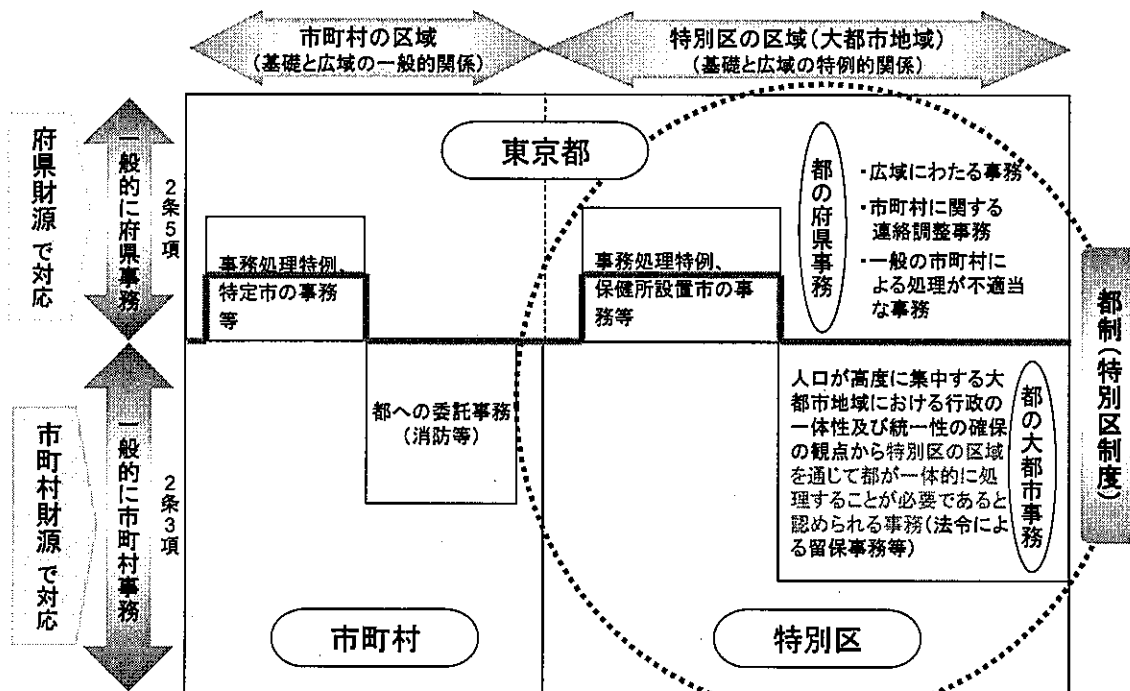 市町村の区域
(基礎と広域の一般的関係)
特別区の区域(大都市地域)
(基礎と広域の特例的関係)
府県財源で対応
一般的に府県事務
2条5項
東京都
事務処理特例、
特定市の事務
等
事務処理特例、
保健所設置市の事
務等
都の府県事務
・広域にわたる事務
・市町村に関する
連絡調整事務
・一般の市町村に
よる処理が不適当
な事務
都制(特別区制度)
市町村財源で対応
一般的に市町村事務
2条3項
都への委託事務
(消防等)
人口が高度に集中する大
都市地域における行政の
一体性及び統一性の確保
の観点から特別区の区域
を通じて都が一体的に処
理することが必要であると
認められる事務(法令によ
る留保事務等)
都の大都市事務
市町村
特別区